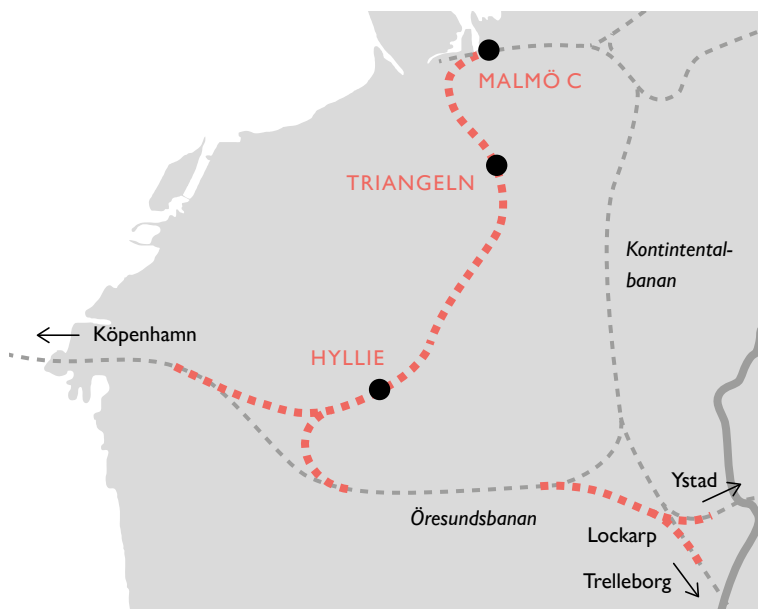 MALMÖ C
TRIANGELN
Kontintental-
banan
Köpenhamn
HYLLIE
Ystad
Öresundsbanan
Lockarp
Trelleborg